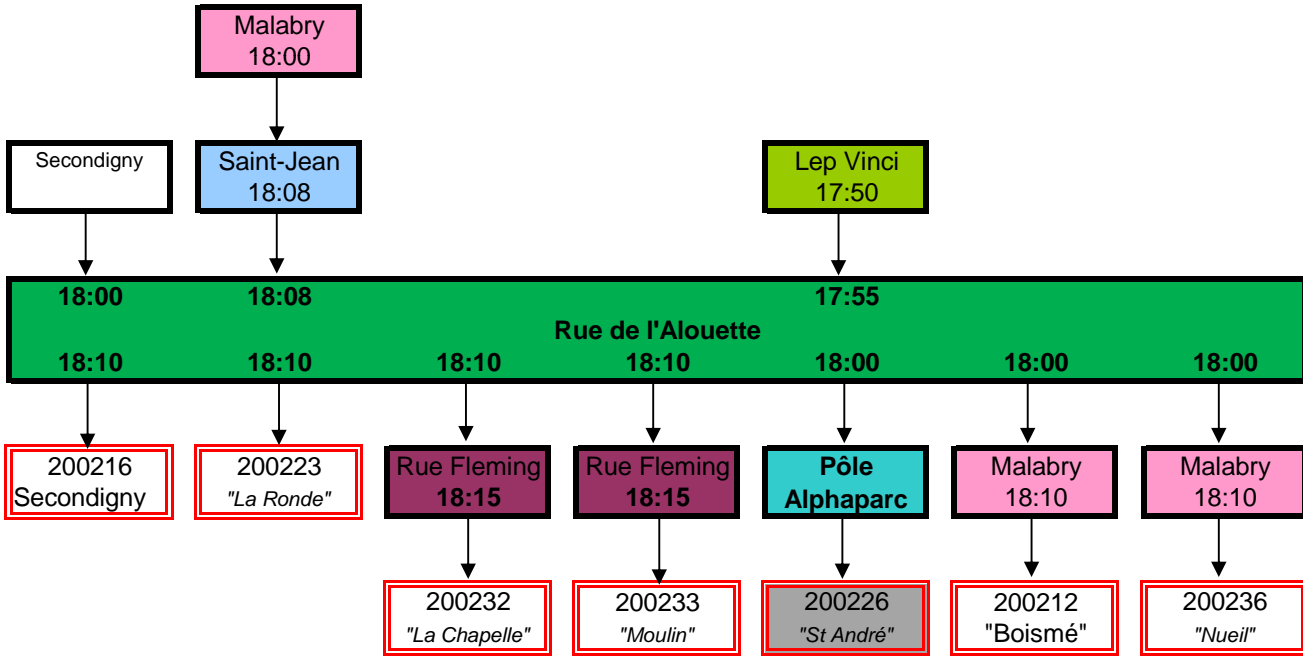 Malabry
18:00
Secondigny
Saint-Jean
18:08
Lep Vinci
17:50
18:00 18:08 17:55
Rue de l'Alouette
18:10 18:10 18:10 18:10 18:00 18:00 18:00
200216
Secondigny
200223
"La Ronde"
Rue Fleming
18:15
Rue Fleming
18:15
Pôle
Alphaparc
Malabry
18:10
Malabry
18:10
200232
"La Chapelle"
200233
"Moulin"
200226
"St André"
200212
"Boismé"
200236
"Nueil"